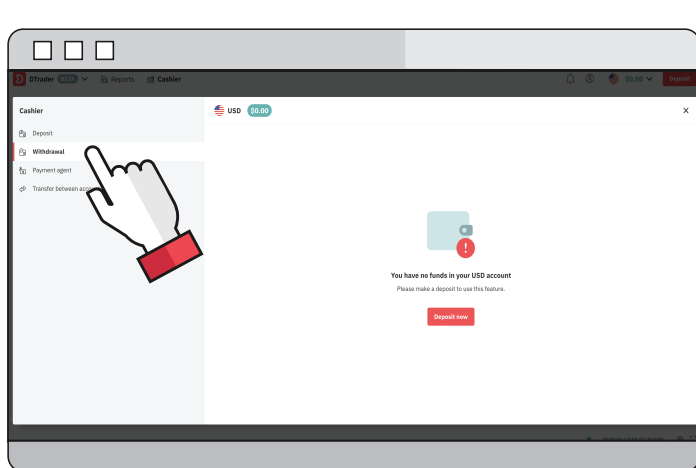 DTrader BETA Reports Cashier $0.00 Deposit
Cashier USD $0.00
Deposit
Withdrawal
Payment agent
Transfer between
You have no funds in your USD account
Please make a deposit to use this feature.
Deposit now